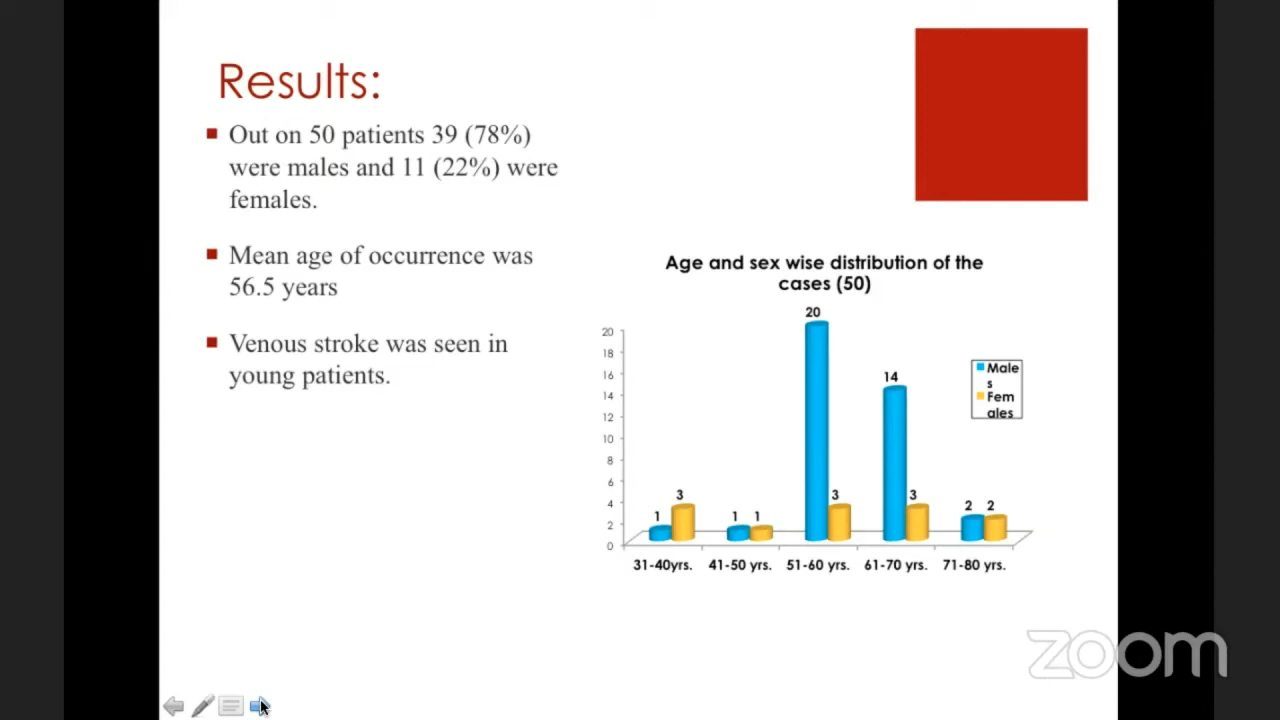 Results:
Out on 50 patients 39 (78%)
were males and 11 (22%) were
females.
Mean age of occurrence was
56.5 years
Venous stroke was seen in
young patients.
Age and sex wise distribution of the
cases (50)
20
18
16
14
12
10
8
6
4
2
0
1 3
1 1
20 3
14 3
2 2
31-40yrs. 41-50 yrs. 51-60 yrs. 61-70 yrs. 71-80 yrs.
Male
s
Fem
ales
zoom